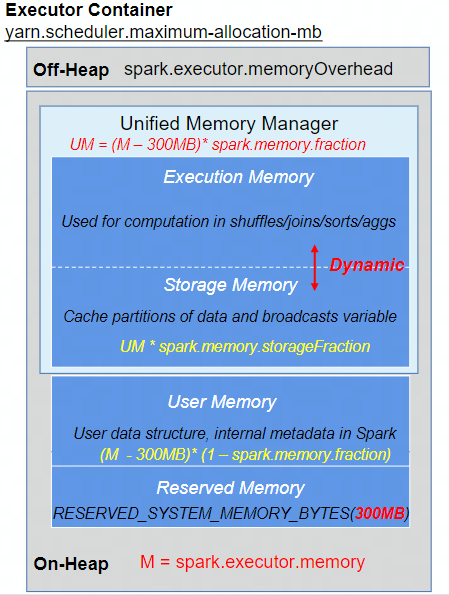 Executor Container
yarn.scheduler.maximum-allocation-mb
Off-Heap spark.executor.memoryOverhead
Unified Memory Manager
UM = (M – 300MB)* spark.memory.fraction
Execution Memory
Used for computation in shuffles/joins/sorts/aggs
Dynamic
Storage Memory
Cache partitions of data and broadcasts variable
UM * spark.memory.storageFraction
User Memory
User data structure, internal metadata in Spark
(M - 300MB)* (1 – spark.memory.fraction)
Reserved Memory
RESERVED_SYSTEM_MEMORY_BYTES(300MB)
On-Heap M = spark.executor.memory